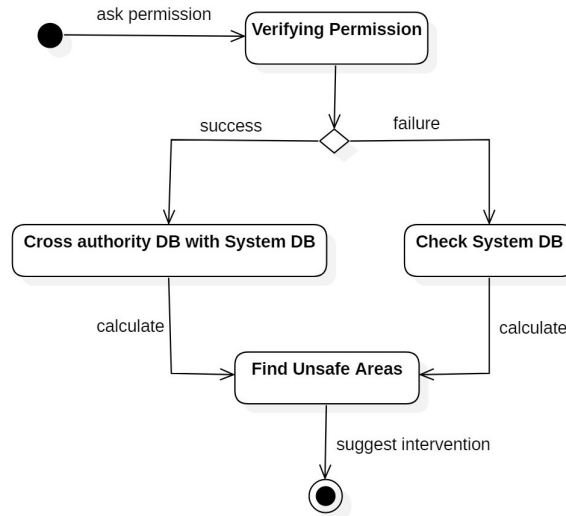 ask permission
Verifying Permission
success
failure
Cross authority DB with System DB
Check System DB
calculate
calculate
Find Unsafe Areas
suggest intervention